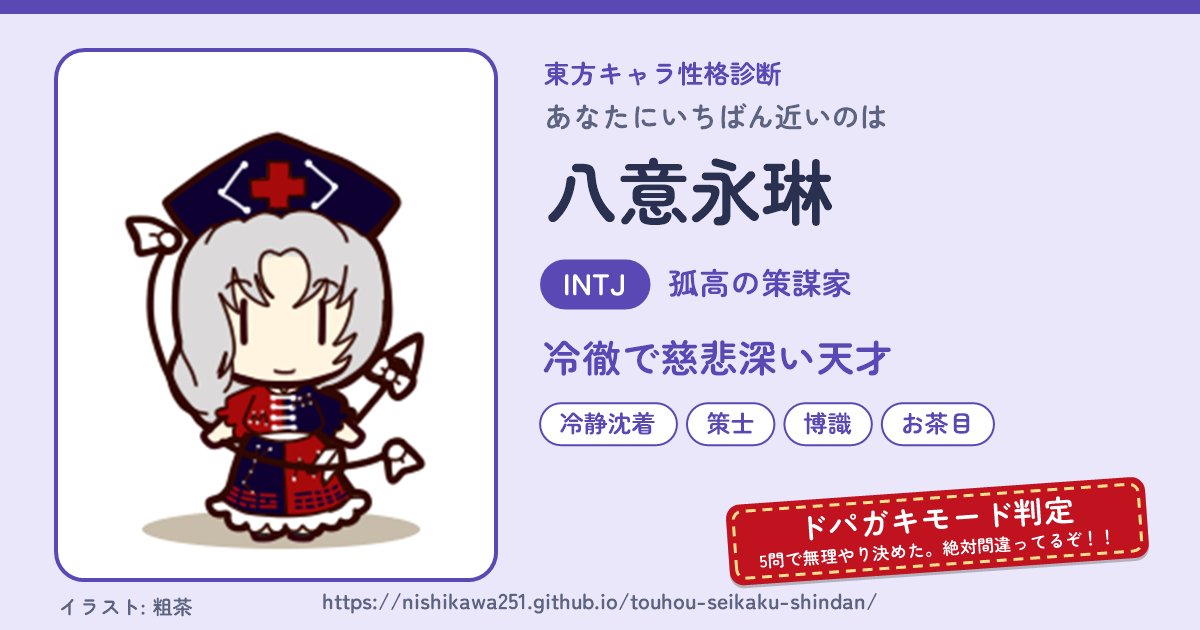 東方キャラ性格診断
あなたにいちばん近いのは
八意永琳
INTJ 孤高の策謀家
冷徹で慈悲深い天才
冷静沈着 策士 博識 お茶目
ドパガキモード判定
5問で無理やり決めた。絶対間違ってるぞ！！
イラスト: 粗茶
https://nishikawa251.github.io/touhou-seikaku-shindan/